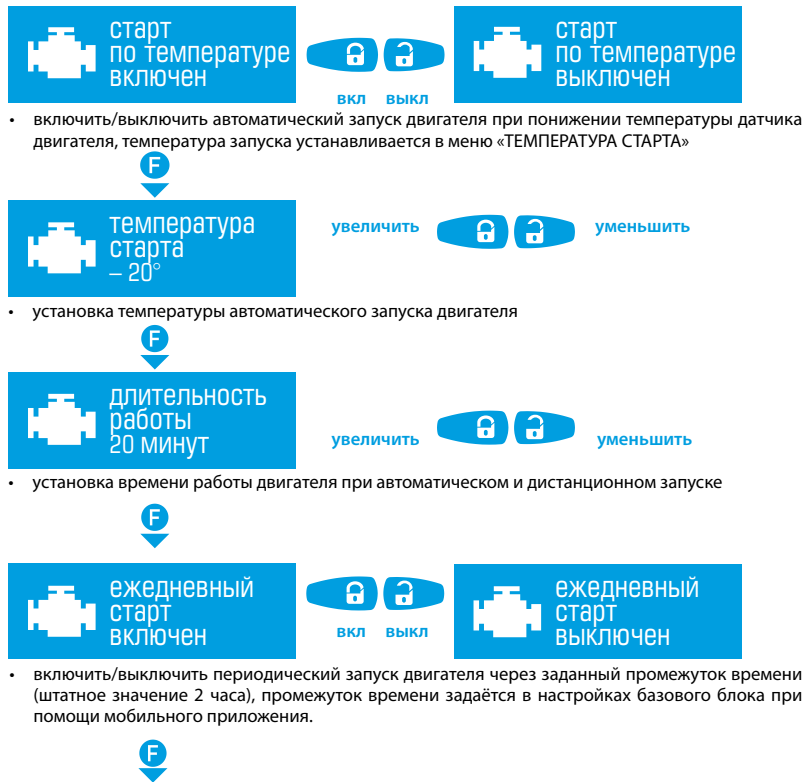 старт
по температуре
включен
вкл выкл
старт
по температуре
выключен
• включить/выключить автоматический запуск двигателя при понижении температуры датчика
двигателя, температура запуска устанавливается в меню «ТЕМПЕРАТУРА СТАРТА»
F
температура
старта
– 20°
увеличить
уменьшить
• установка температуры автоматического запуска двигателя
F
длительность
работы
20 минут
увеличить
уменьшить
• установка времени работы двигателя при автоматическом и дистанционном запуске
F
ежедневный
старт
включен
вкл выкл
ежедневный
старт
выключен
• включить/выключить периодический запуск двигателя через заданный промежуток времени
(штатное значение 2 часа), промежуток времени задаётся в настройках базового блока при
помощи мобильного приложения.
F